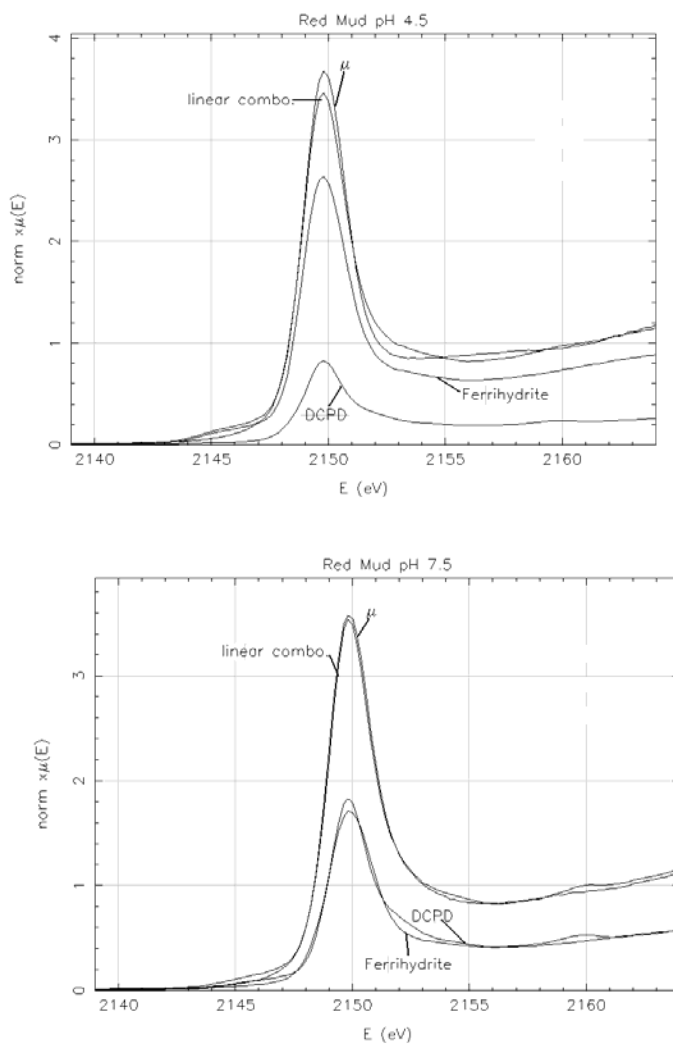 Red Mud pH 4.5
4
μ
linear combo.
3
norm xμ(E)
2
1
Ferrihydrite
DCPD
0
2140 2145 2150 2155 2160
E (eV)
Red Mud pH 7.5
μ
linear combo.
3
norm xμ(E)
2
1
DCPD
Ferrihydrite
0
2140 2145 2150 2155 2160
E (eV)